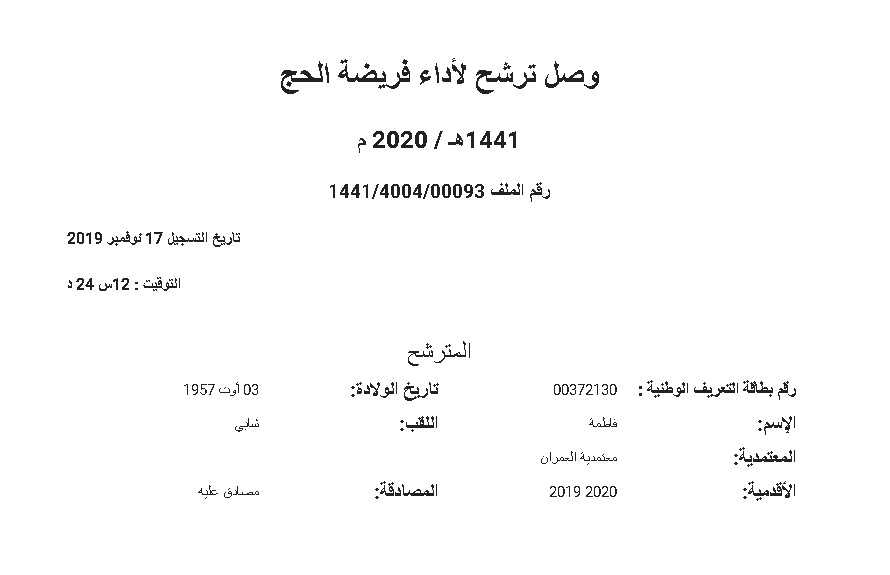 وصل ترشح لأداء فريضة الحج
1441هـ / 2020 م
رقم الملف 1441/4004/00093
تاريخ التسجيل 17 نوفمبر 2019
التوقيت : 12س 24 د
المترشح
رقم بطاقة التعريف الوطنية : 00372130 تاريخ الولادة: 03 أوت 1957
الإسم: فاطمة اللقب: شابي
المعتمدية: معتمدية العمران
الأقدمية: 2019 2020 المصادقة: مصادق عليه